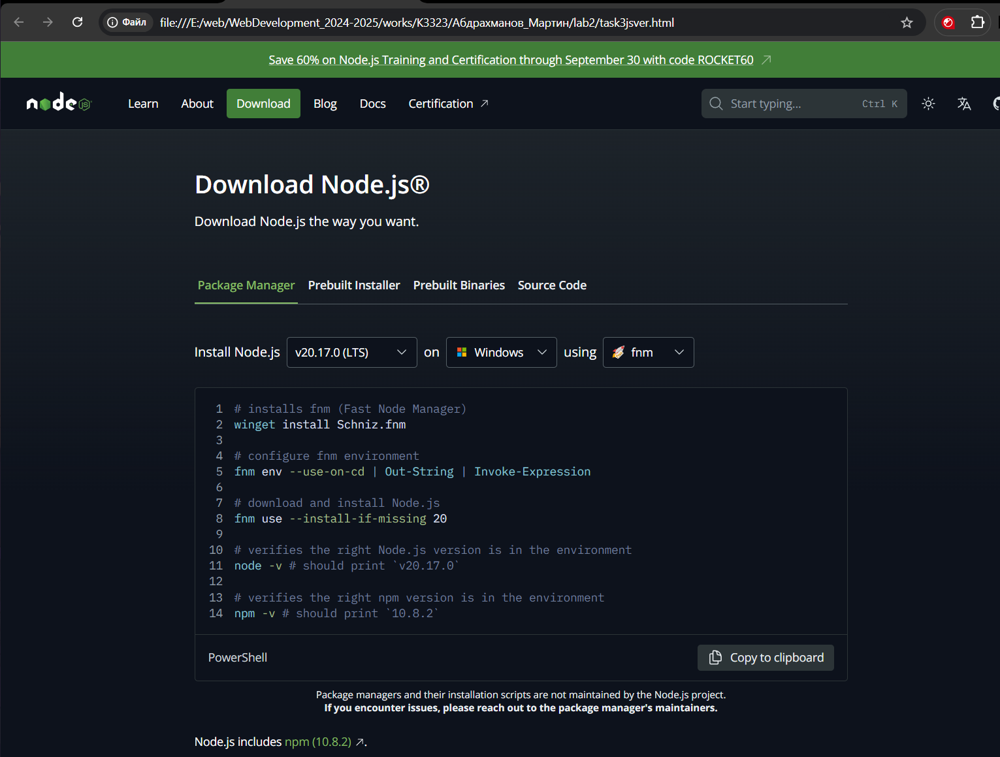 Файл file:///E:/web/WebDevelopment_2024-2025/works/K3323/Абдрахманов_Мартин/lab2/task3jsver.html
Save 60% on Node.js Training and Certification through September 30 with code ROCKET60
node JS Learn About Download Blog Docs Certification Start typing... Ctrl K
Download Node.js®
Download Node.js the way you want.
Package Manager Prebuilt Installer Prebuilt Binaries Source Code
Install Node.js v20.17.0 (LTS) on Windows using fnm
1 # installs fnm (Fast Node Manager)
2 winget install Schniz.fnm
3
4 # configure fnm environment
5 fnm env --use-on-cd | Out-String | Invoke-Expression
6
7 # download and install Node.js
8 fnm use --install-if-missing 20
9
10 # verifies the right Node.js version is in the environment
11 node -v # should print `v20.17.0`
12
13 # verifies the right npm version is in the environment
14 npm -v # should print `10.8.2`
PowerShell Copy to clipboard
Package managers and their installation scripts are not maintained by the Node.js project.
If you encounter issues, please reach out to the package manager's maintainers.
Node.js includes npm (10.8.2) .